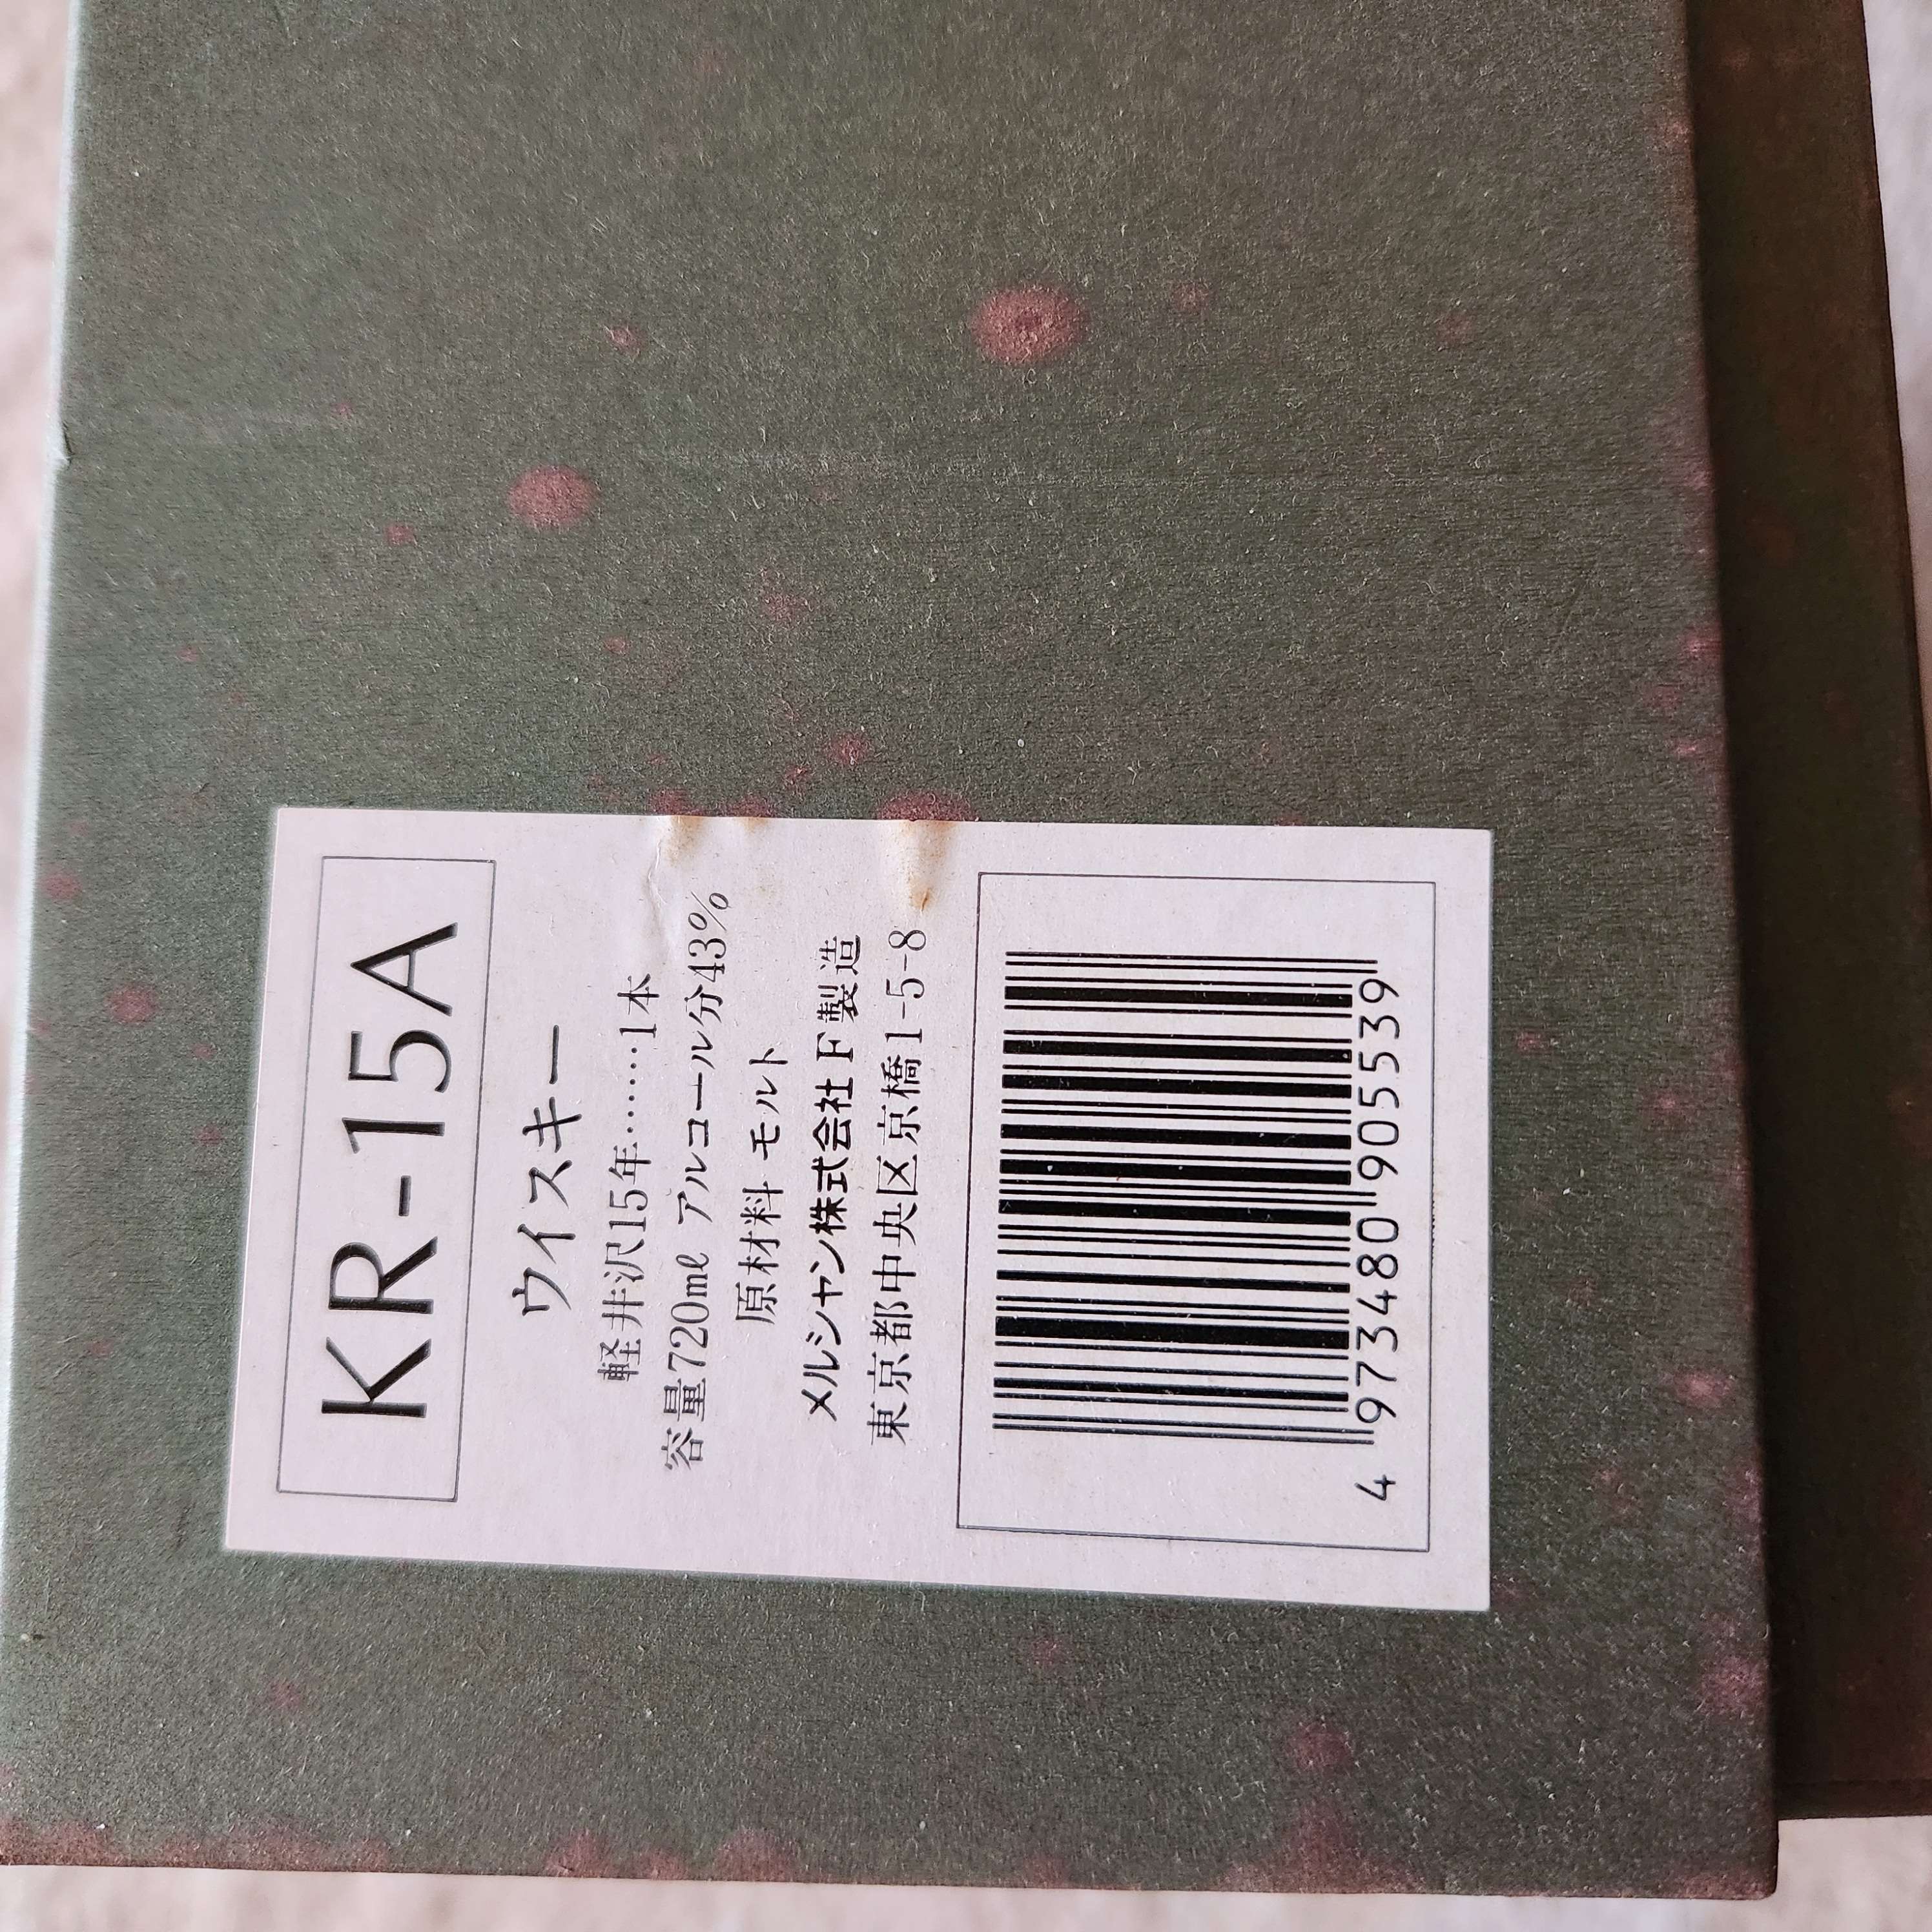 KR-15A
ウイスキー
軽井沢15年……1本
容量720mℓ アルコール分43%
原材料 モルト
メルシャン株式会社 F 製造
東京都中央区京橋1-5-8
4 973480 905539